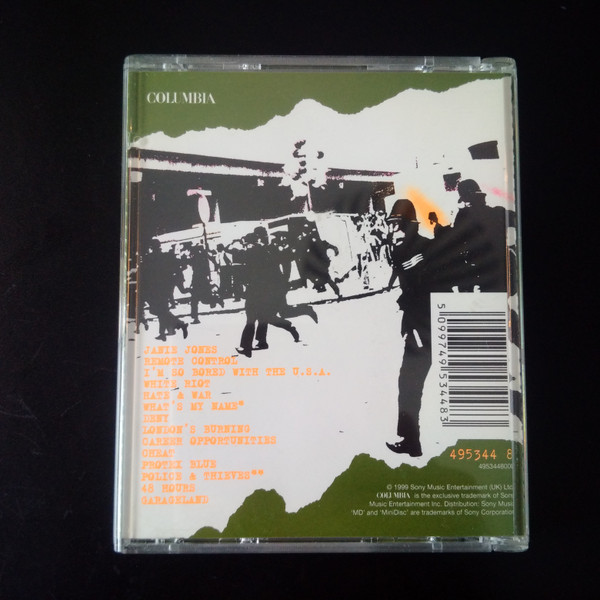 COLUMBIA
JANIE JONES
REMOTE CONTROL
I'M SO BORED WITH THE U.S.A.
WHITE RIOT
HATE & WAR
WHAT'S MY NAME*
DENY
LONDON'S BURNING
CAREER OPPORTUNITIES
CHEAT
PROTEX BLUE
POLICE & THIEVES**
48 HOURS
GARAGELAND
5 099749 534483
495344 8
© 1999 Sony Music Entertainment (UK) Ltd.
COLUMBIA is the exclusive trademark of Sony
Music Entertainment Inc. Distribution: Sony Music
'MD' and 'MiniDisc' are trademarks of Sony Corporation